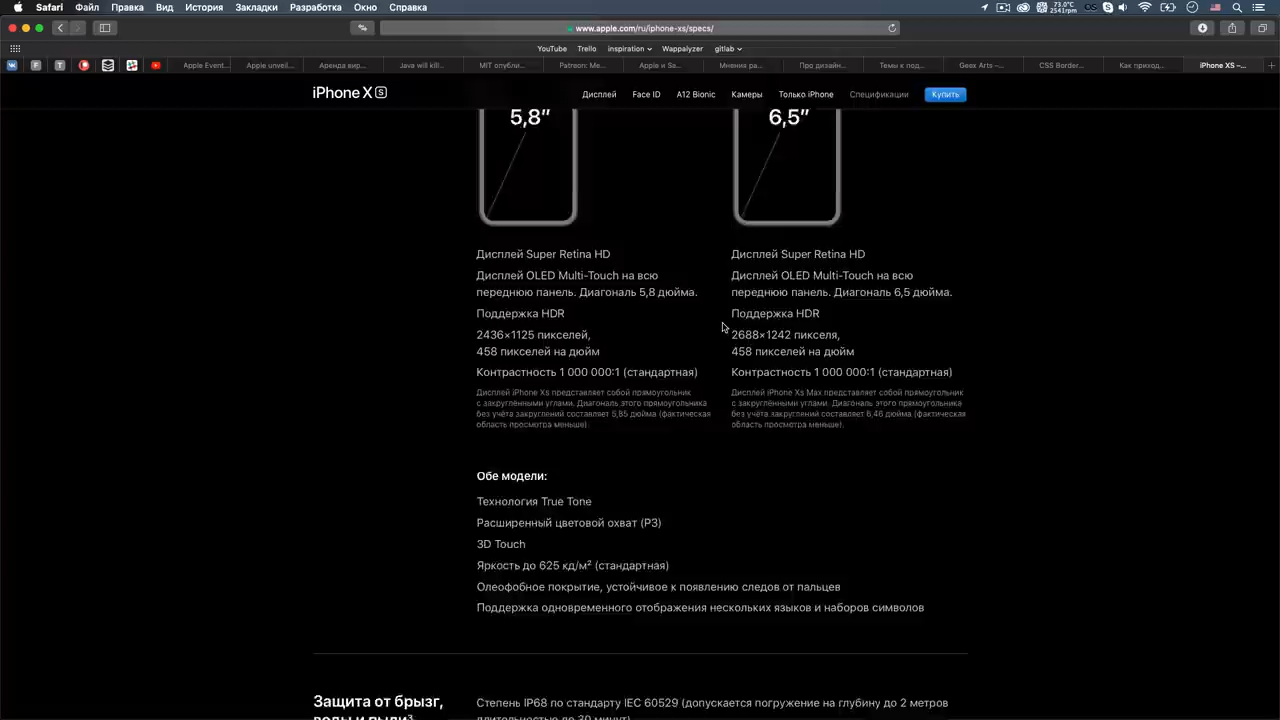 Safari Файл Правка Вид История Закладки Разработка Окно Справка
73.0°C
2541rpm
www.apple.com/ru/iphone-xs/specs/
YouTube Trello inspiration Wappalyzer gitlab
F T Apple Event... Apple unveil... Аренда вир... Java will kill... MIT опубли... Patreon: Me... Apple и Sa... Мнения ра... Про дизайн... Темы к под... Geex Arts –... CSS Border... Как приход... iPhone XS –...
iPhone XS
Дисплей Face ID A12 Bionic Камеры Только iPhone Спецификации Купить
5,8″ 6,5″
Дисплей Super Retina HD
Дисплей OLED Multi-Touch на всю
переднюю панель. Диагональ 5,8 дюйма.
Поддержка HDR
2436×1125 пикселей,
458 пикселей на дюйм
Контрастность 1 000 000:1 (стандартная)
Дисплей iPhone Xs представляет собой прямоугольник
с закруглёнными углами. Диагональ этого прямоугольника
без учёта закруглений составляет 5,85 дюйма (фактическая
область просмотра меньше).
Дисплей Super Retina HD
Дисплей OLED Multi-Touch на всю
переднюю панель. Диагональ 6,5 дюйма.
Поддержка HDR
2688×1242 пикселя,
458 пикселей на дюйм
Контрастность 1 000 000:1 (стандартная)
Дисплей iPhone Xs Max представляет собой прямоугольник
с закруглёнными углами. Диагональ этого прямоугольника
без учёта закруглений составляет 6,46 дюйма (фактическая
область просмотра меньше).
Обе модели:
Технология True Tone
Расширенный цветовой охват (P3)
3D Touch
Яркость до 625 кд/м² (стандартная)
Олеофобное покрытие, устойчивое к появлению следов от пальцев
Поддержка одновременного отображения нескольких языков и наборов символов
Защита от брызг,
воды и пыли³
Степень IP68 по стандарту IEC 60529 (допускается погружение на глубину до 2 метров
длительностью до 30 минут)